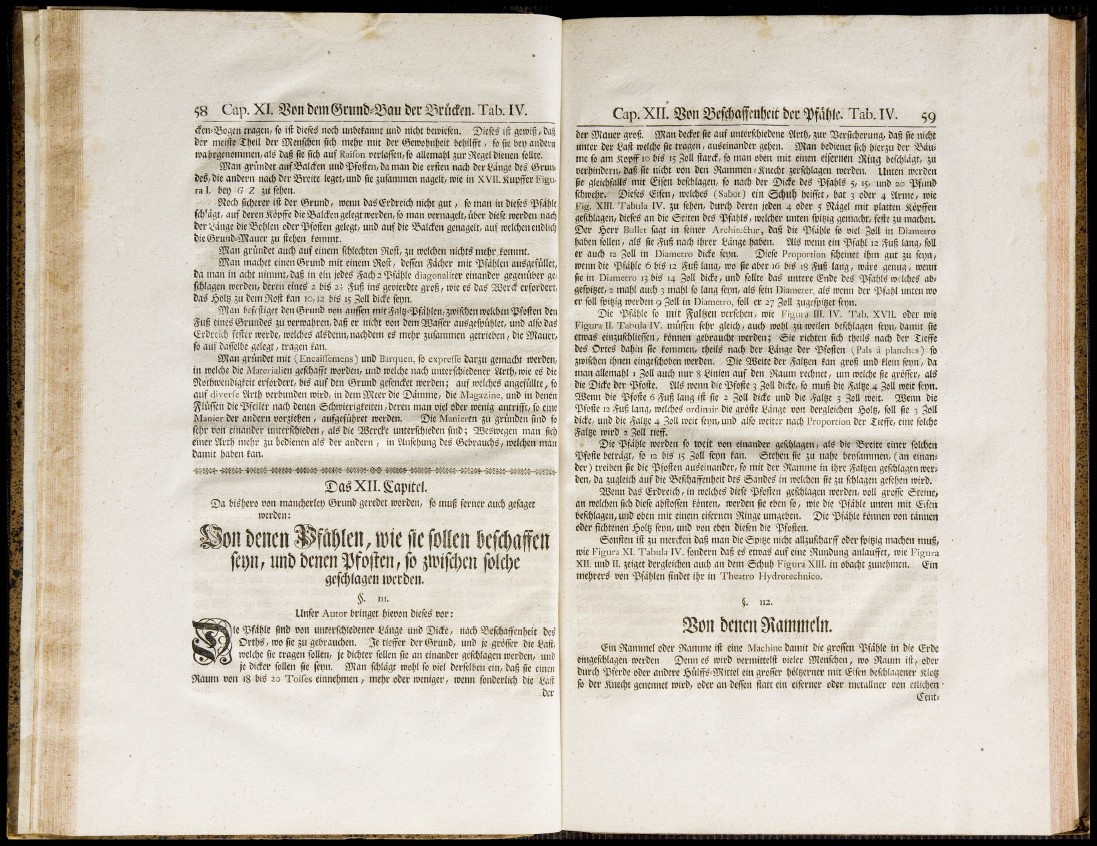 58 Cap. XI. Von dem Grund-Bau der Brücken. Tab. IV.
cken-Bogen tragen, so ist dieses noch unbekannt und nicht bewiesen. Dieses ist gewiß, daß
der meiste Theil der Menschen sich mehr mit der Gewohnheit behilfft, so sie bey andern
wahrgenommen, als daß sie sich auf Raison verlassen, so allemahl zur Regel dienen sollte.
Man gründet auf Balcken und Pfosten, da man die ersten nach der Länge des Grun-
des, die andern nach der Breite leget, und sie zusammen nagelt, wie in XVII. Kupffer Figu-
ra I. bey G Z zu sehen.
Noch sicherer ist der Grund, wenn das Erdreich nicht gut, so man in dieses Pfähle
schlägt, auf deren Köpffe die Balcken gelegt werden, so man vernagelt, über diese werden nach
der Länge die Bohlen oder Pfosten gelegt, und auf die Balcken genagelt, auf welchen endlich
die Grund-Mauer zu stehen kommt.
Man gründet auch auf einem schlechten Rost, zu welchen nichts mehr kommt.
Man machet einen Grund mit einem Rost, dessen Fächer mit Pfählen ausgefüllet,
da man in acht nimmt, daß in ein jedes Fach 2 Pfähle diagonaliter einander gegenüber ge-
schlagen werden, deren eines 2 bis 2½ Fuß ins gevierdte groß, wie es das Werck erfordert,
das Holtz zu dem Rost kan 10, 12 bis 15 Zoll dicke seyn.
Man befestiget den Grund von aussen mit Faltz-Pfählen, zwischen welchen Pfosten den
Fuß eines Grundes zu verwahren, daß er nicht von dem Wasser ausgespühlet, und also das
Erdreich fester werde, welches alsdenn, nachdem es mehr zusammen getrieben, die Mauer,
so auf dasselbe gelegt, tragen kan.
Man gründet mit (Encaissemens) und Barquen, so expresse darzu gemacht werden,
in welche die Materialien geschafft worden, und welche nach unterschiedener Arth, wie es die
Nothwendigkeit erfordert, bis auf den Grund gesencket werden; auf welches angefüllte, so
auf diverse Arth verbunden wird, in dem Meer die Dämme, die Magazine, und in denen
Flüssen die Pfeiler nach denen Schwierigkeiten, deren man viel oder wenig antrifft, so eine
Manier der andern vorziehen, aufgeführet werden. Die Manieren zu gründen sind so
sehr von einander unterschieden, als die Wercke unterschieden sind; Weswegen man sich
einer Arth mehr zu bedienen als der andern, in Ansehung des Gebrauchs, welchen man
damit haben kan.
Das XII. Capitel.
Da bishero von mancherley Grund geredet worden, so muß ferner auch gesaget
werden:
Von denen Pfählen, wie sie sollen beschaffen
seyn, und denen Pfosten, so zwischen solche
geschlagen werden.
§. 111.
Unser Autor bringet hievon dieses vor:
Die Pfähle sind von unterschiedener Länge und Dicke, nach Beschaffenheit des
Orths, wo sie zu gebrauchen. Je tieffer der Grund, und je grösser die Last,
welche sie tragen sollen, je dichter sollen sie an einander geschlagen werden, und
je dicker sollen sie seyn. Man schlägt wohl so viel derselben ein, daß sie einen
Raum von 18 bis 20 Toises einnehmen, mehr oder weniger, wenn sonderlich die Last
der
Cap. XII. Von Beschaffenheit der Pfähle. Tab. IV. 59
der Mauer groß. Man decket sie auf unterschiedene Arth, zur Versicherung, daß sie nicht
unter der Last welche sie tragen, auseinander gehen. Man bedienet sich hierzu der Bäu-
me so am Kopff 10 bis 15 Zoll starck, so man oben mit einen eisernen Ring beschlägt, zu
verhindern, daß sie nicht von den Rammen-Knecht zerschlagen werden. Unten werden
sie gleichfalls mit Eisen beschlagen, so nach der Dicke des Pfahls 5, 15, und 20 Pfund
schwehr. Dieses Eisen, welches (Sabot) ein Schuh heisset, hat 3 oder 4 Arme, wie
Fig. XIII. Tabula IV. zu sehen, durch deren jeden 4 oder 5 Nägel mit platten Köpffen
geschlagen, dieses an die Seiten des Pfahls, welcher unten spitzig gemacht, feste zu machen.
Der Herr Bullet sagt in seiner Architectur, daß die Pfähle so viel Zoll in Diametro
haben sollen, als sie Fuß nach ihrer Länge haben. Als wenn ein Pfahl 12 Fuß lang, soll
er auch 12 Zoll in Diametro dicke seyn. Diese Proportion scheinet ihm gut zu seyn,
wenn die Pfähle 6 bis 12 Fuß lang, wo sie aber 16 bis 18 Fuß lang, wäre genug, wenn
sie in Diametro 13 bis 14 Zoll dicke, und sollte das untere Ende des Pfahls welches ab-
gespitzet, 2 mahl auch 3 mahl so lang seyn, als sein Diameter, als wenn der Pfahl unten wo
er soll spitzig werden 9 Zoll in Diametro, soll er 27 Zoll zugespitzet seyn.
Die Pfähle so mit Faltzen versehen, wie Figura III. IV. Tab. XVII. oder wie
Figura II. Tabula IV. müssen sehr gleich, auch wohl zu weilen beschlagen seyn, damit sie
etwas einzuschliessen, können gebraucht werden; Sie richten sich theils nach der Tieffe
des Ortes dahin sie kommen, theils nach der Länge der Pfosten (Pals á planches) so
zwischen ihnen eingeschoben werden. Die Weite der Faltzen kan groß und klein seyn, da
man allemahl 1 Zoll auch nur 8 Linien auf den Raum rechnet, um welche sie grösser, als
die Dicke der Pfoste. Als wenn die Pfoste 3 Zoll dicke, so muß die Faltze 4 Zoll weit seyn.
Wenn die Pfoste 6 Fuß lang ist sie 2 Zoll dicke und die Faltze 3 Zoll weit. Wenn die
Pfoste 12 Fuß lang, welches ordinair die gröste Länge von dergleichen Holtz, soll sie 3 Zoll
dicke, und die Faltze 4 Zoll weit seyn, und also weiter nach Proportion der Tieffe, eine solche
Faltze wird 2 Zoll tieff.
Die Pfähle werden so weit von einander geschlagen, als die Breite einer solchen
Pfoste beträgt, so 12 bis 15 Zoll seyn kan. Stehen sie zu nahe beysammen, (an einan-
der) treiben sie die Pfosten auseinander, so mit der Ramme in ihre Faltzen geschlagen wer-
den, da zugleich auf die Beschaffenheit des Sandes in welchen sie zu schlagen gesehen wird.
Wenn das Erdreich, in welches diese Pfosten geschlagen werden, voll grosse Steine,
an welchen sich diese abstossen könten, werden sie eben so, wie die Pfähle unten mit Eisen
beschlagen, und oben mit einem eisernen Ringe umgeben. Die Pfähle können von tännen
oder fichtenen Holtz seyn, und von eben diesen die Pfosten.
Sonsten ist zu mercken daß man die Spitze nicht allzuscharff oder spitzig machen muß,
wie Figura XI. Tabula IV. sondern daß es etwas auf eine Rundung anlauffet, wie Figura
XII. und II. zeiget dergleichen auch an dem Schuh Figura XIII. in obacht zunehmen. Ein
mehrers von Pfählen findet ihr in Theatro Hydrotechnico.
§. 112.
Von denen Rammeln.
Ein Rammel oder Ramme ist eine Machine damit die grossen Pfähle in die Erde
eingeschlagen werden Denn es wird vermittelst vieler Menschen, wo Raum ist, oder
durch Pferde oder andere Hülffs-Mittel ein grosser höltzerner mit Eisen beschlagener Klotz
so der Knecht genennet wird, oder an dessen statt ein eiserner oder metallner von etlichen
Cent-